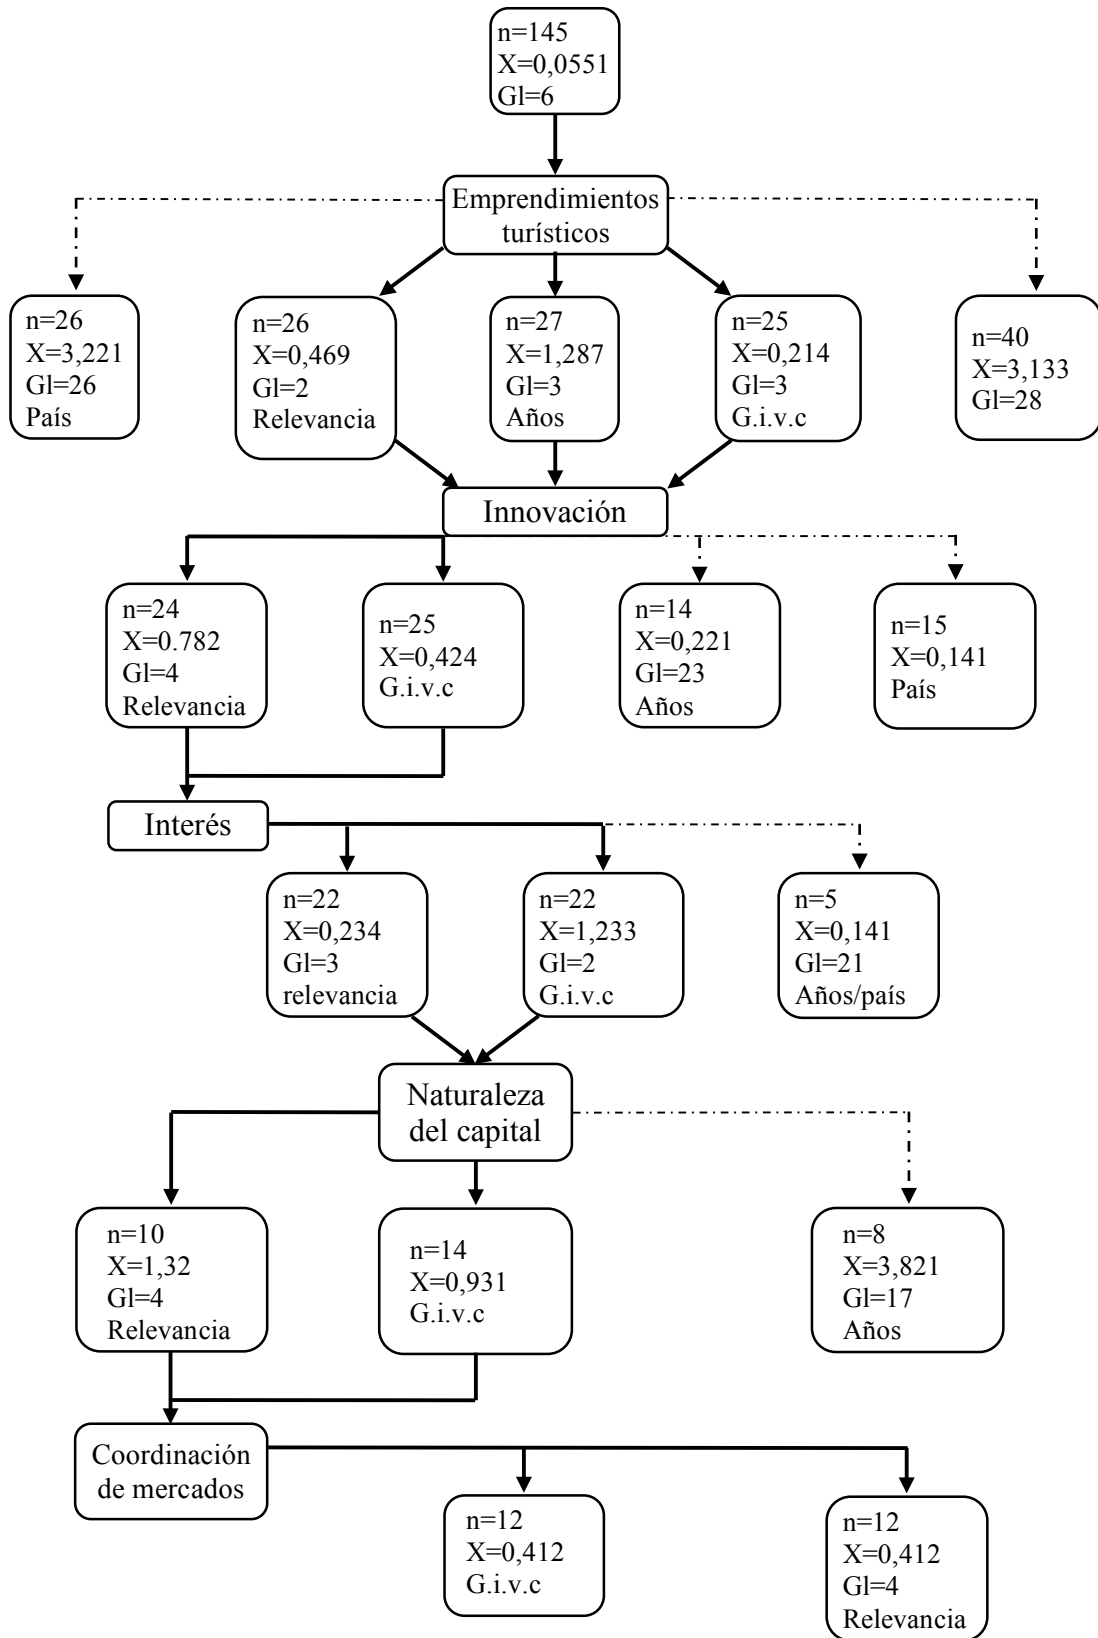 n=145
X=0,0551
Gl=6
Emprendimientos
turísticos
n=26
X=3,221
Gl=26
País
n=26
X=0,469
Gl=2
Relevancia
n=27
X=1,287
Gl=3
Años
n=25
X=0,214
Gl=3
G.i.v.c
n=40
X=3,133
Gl=28
Innovación
n=24
X=0.782
Gl=4
Relevancia
n=25
X=0,424
G.i.v.c
n=14
X=0,221
Gl=23
Años
n=15
X=0,141
País
Interés
n=22
X=0,234
Gl=3
relevancia
n=22
X=1,233
Gl=2
G.i.v.c
n=5
X=0,141
Gl=21
Años/país
Naturaleza
del capital
n=10
X=1,32
Gl=4
Relevancia
n=14
X=0,931
G.i.v.c
n=8
X=3,821
Gl=17
Años
Coordinación
de mercados
n=12
X=0,412
G.i.v.c
n=12
X=0,412
Gl=4
Relevancia